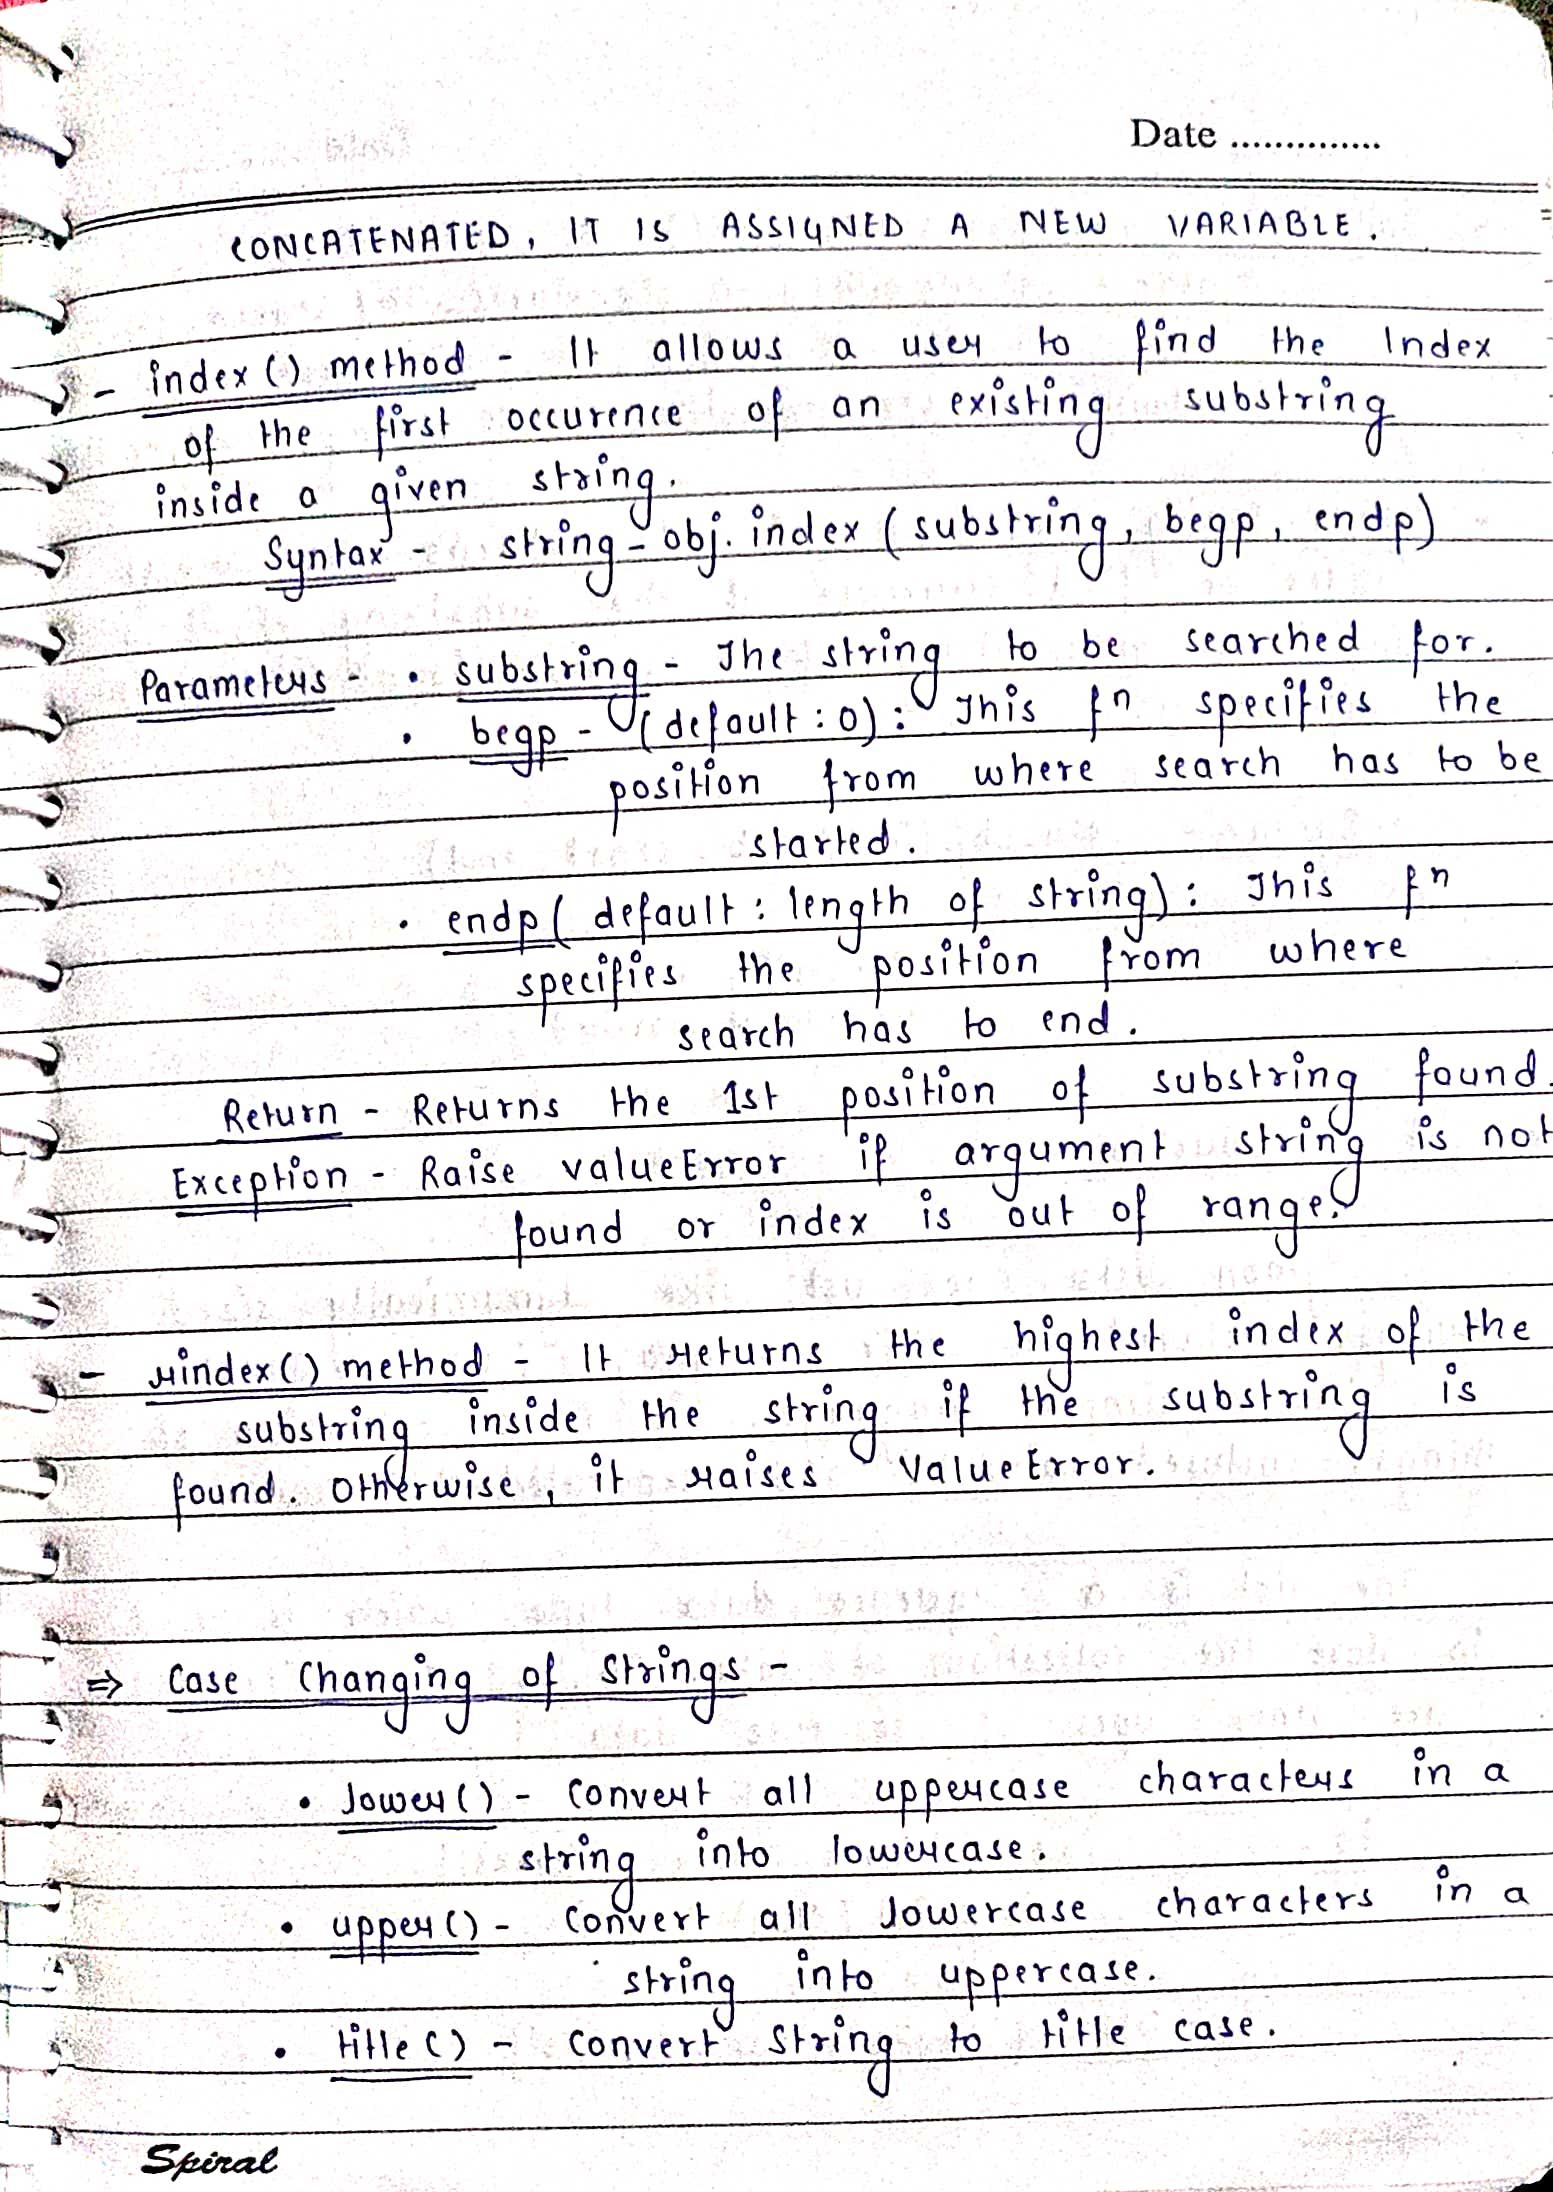 Date ...............
CONCATENATED, IT IS ASSIGNED A NEW VARIABLE.
- index() method - It allows a user to find the Index
of the first occurence of an existing substring
inside a given string.
Syntax - string-obj.index (substring, begp, endp)
Parameters - • substring - The string to be searched for.
• begp - (default : 0) : This fn specifies the
position from where search has to be
started.
• endp( default : length of string) : This fn
specifies the position from where
search has to end.
Return - Returns the 1st position of substring found.
Exception - Raise valueError if argument string is not
found or index is out of range.
- rindex() method - It returns the highest index of the
substring inside the string if the substring is
found. Otherwise, it raises ValueError.
⇒ Case Changing of Strings -
• lower() - Convert all uppercase characters in a
string into lowercase.
• upper() - Convert all lowercase characters in a
string into uppercase.
• title() - Convert String to title case.
Spiral